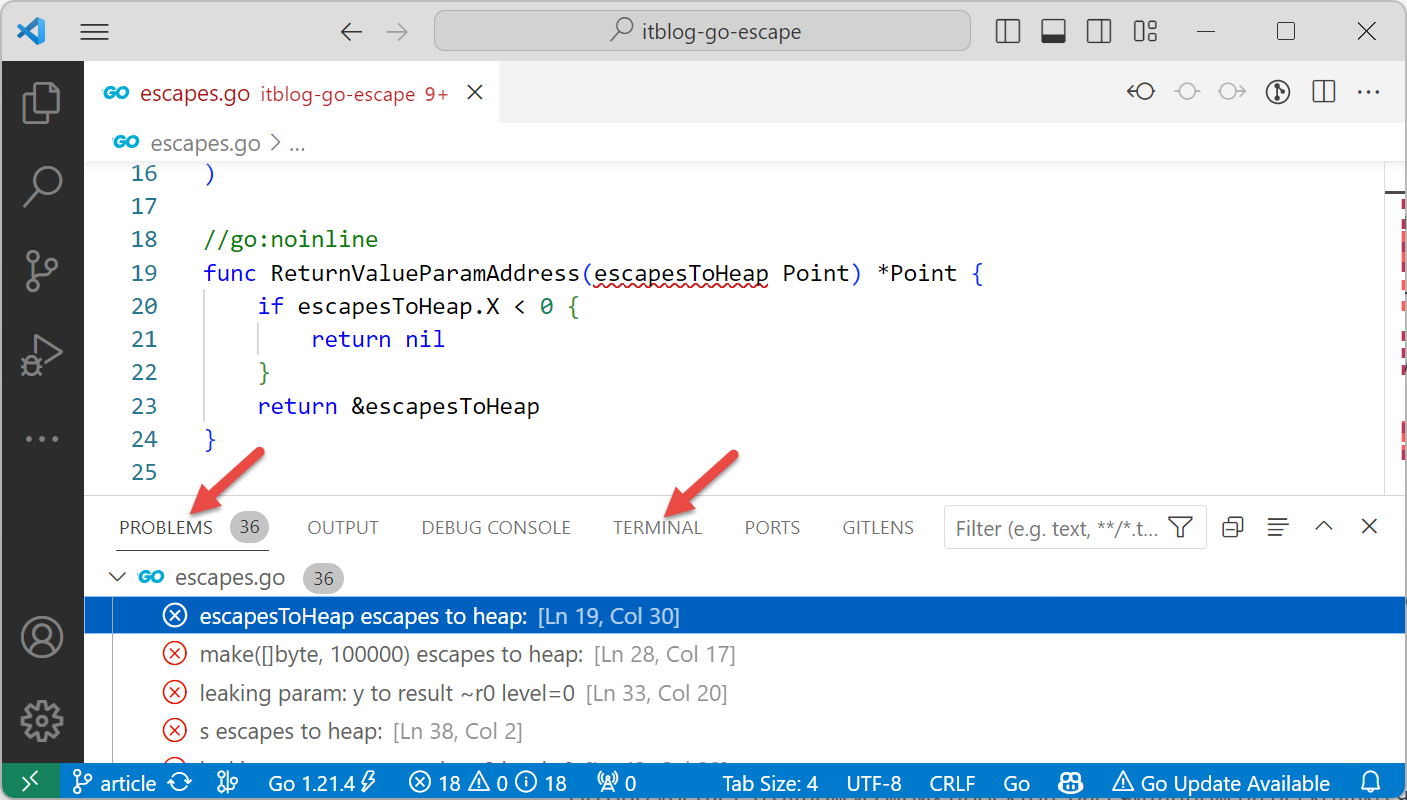 itblog-go-escape
GO escapes.go itblog-go-escape 9+
GO escapes.go > ...
16 )
17
18 //go:noinline
19 func ReturnValueParamAddress(escapesToHeap Point) *Point {
20 if escapesToHeap.X < 0 {
21 return nil
22 }
23 return &escapesToHeap
24 }
25
PROBLEMS 36 OUTPUT DEBUG CONSOLE TERMINAL PORTS GITLENS Filter (e.g. text, **/*.t...
GO escapes.go 36
escapesToHeap escapes to heap: [Ln 19, Col 30]
make([]byte, 100000) escapes to heap: [Ln 28, Col 17]
leaking param: y to result ~r0 level=0 [Ln 33, Col 20]
s escapes to heap: [Ln 38, Col 2]
article Go 1.21.4 18 0 18 0 Tab Size: 4 UTF-8 CRLF Go Go Update Available